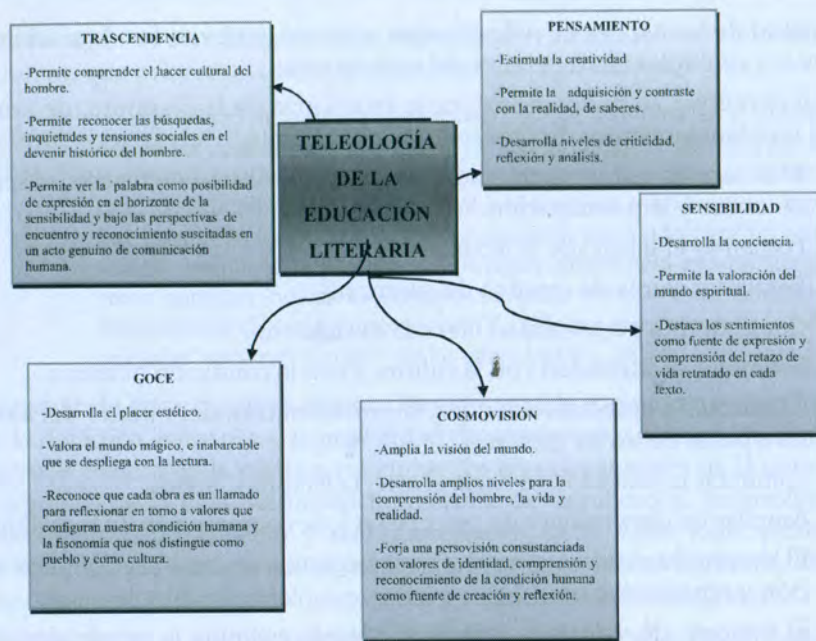 TRASCENDENCIA
-Permite comprender el hacer cultural del
hombre.
-Permite reconocer las búsquedas,
inquietudes y tensiones sociales en el
devenir histórico del hombre.
-Permite ver la palabra como posibilidad
de expresión en el horizonte de la
sensibilidad y bajo las perspectivas de
encuentro y reconocimiento suscitadas en
un acto genuino de comunicación
humana.
TELEOLOGÍA
DE LA
EDUCACIÓN
LITERARIA
PENSAMIENTO
-Estimula la creatividad
-Permite la adquisición y contraste
con la realidad, de saberes.
-Desarrolla niveles de criticidad,
reflexión y análisis.
SENSIBILIDAD
-Desarrolla la conciencia.
-Permite la valoración del
mundo espiritual.
-Destaca los sentimientos
como fuente de expresión y
comprensión del retazo de
vida retratado en cada
texto.
GOCE
-Desarrolla el placer estético.
-Valora el mundo mágico, e inabarcable
que se despliega con la lectura.
-Reconoce que cada obra es un llamado
para reflexionar en torno a valores que
configuran nuestra condición humana y
la fisonomía que nos distingue como
pueblo y como cultura.
COSMOVISIÓN
-Amplia la visión del mundo.
-Desarrolla amplios niveles para la
comprensión del hombre, la vida y
realidad.
-Forja una persovisión consustanciada
con valores de identidad, comprensión y
reconocimiento de la condición humana
como fuente de creación y reflexión.